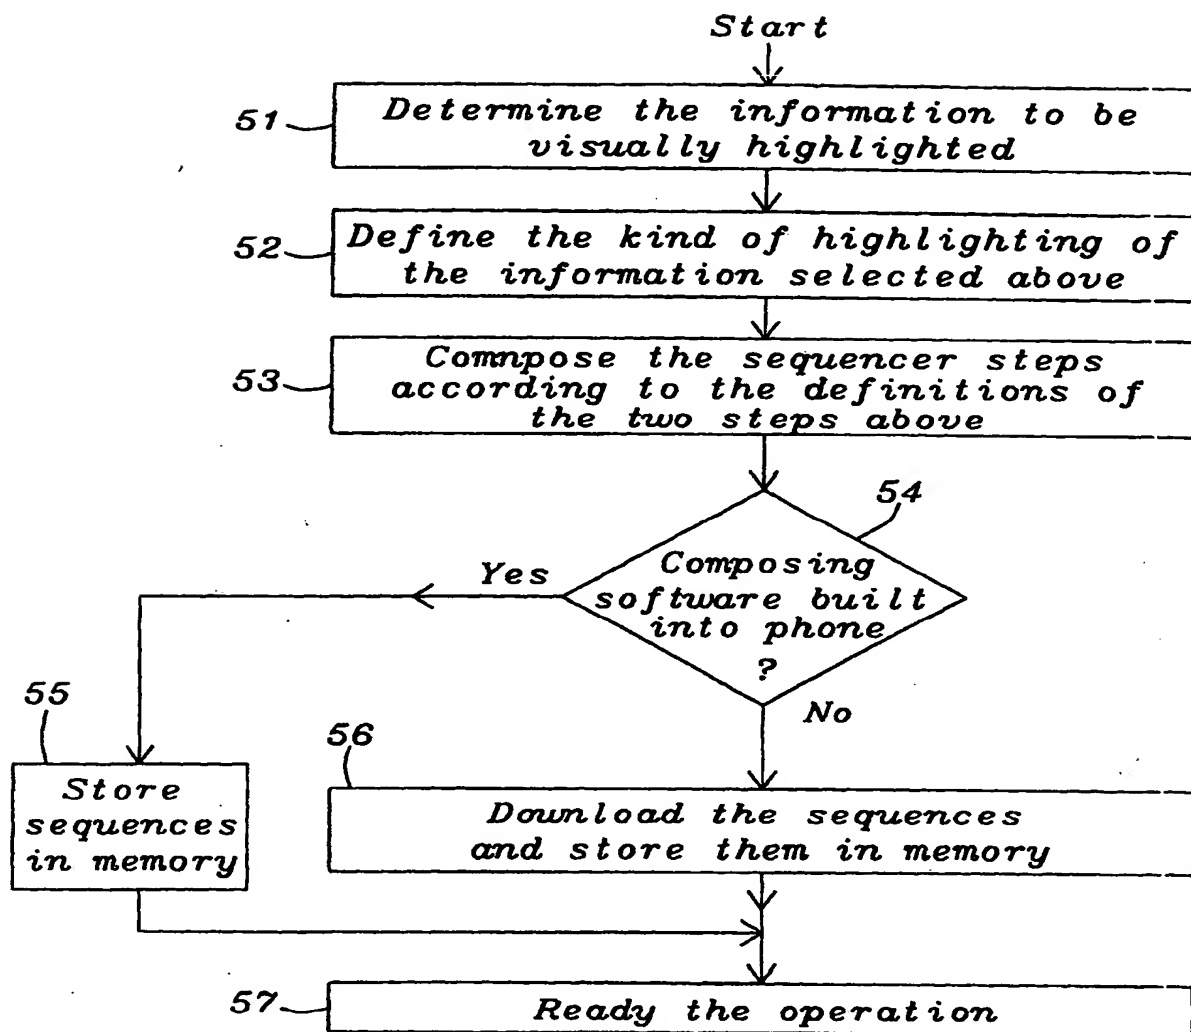 Start
51
Determine the information to be
visually highlighted
52
Define the kind of highlighting of
the information selected above
53
Comnpose the sequencer steps
according to the definitions of
the two steps above
54
Composing
software built
into phone
?
Yes
No
55
Store
sequences
in memory
56
Download the sequences
and store them in memory
57
Ready the operation